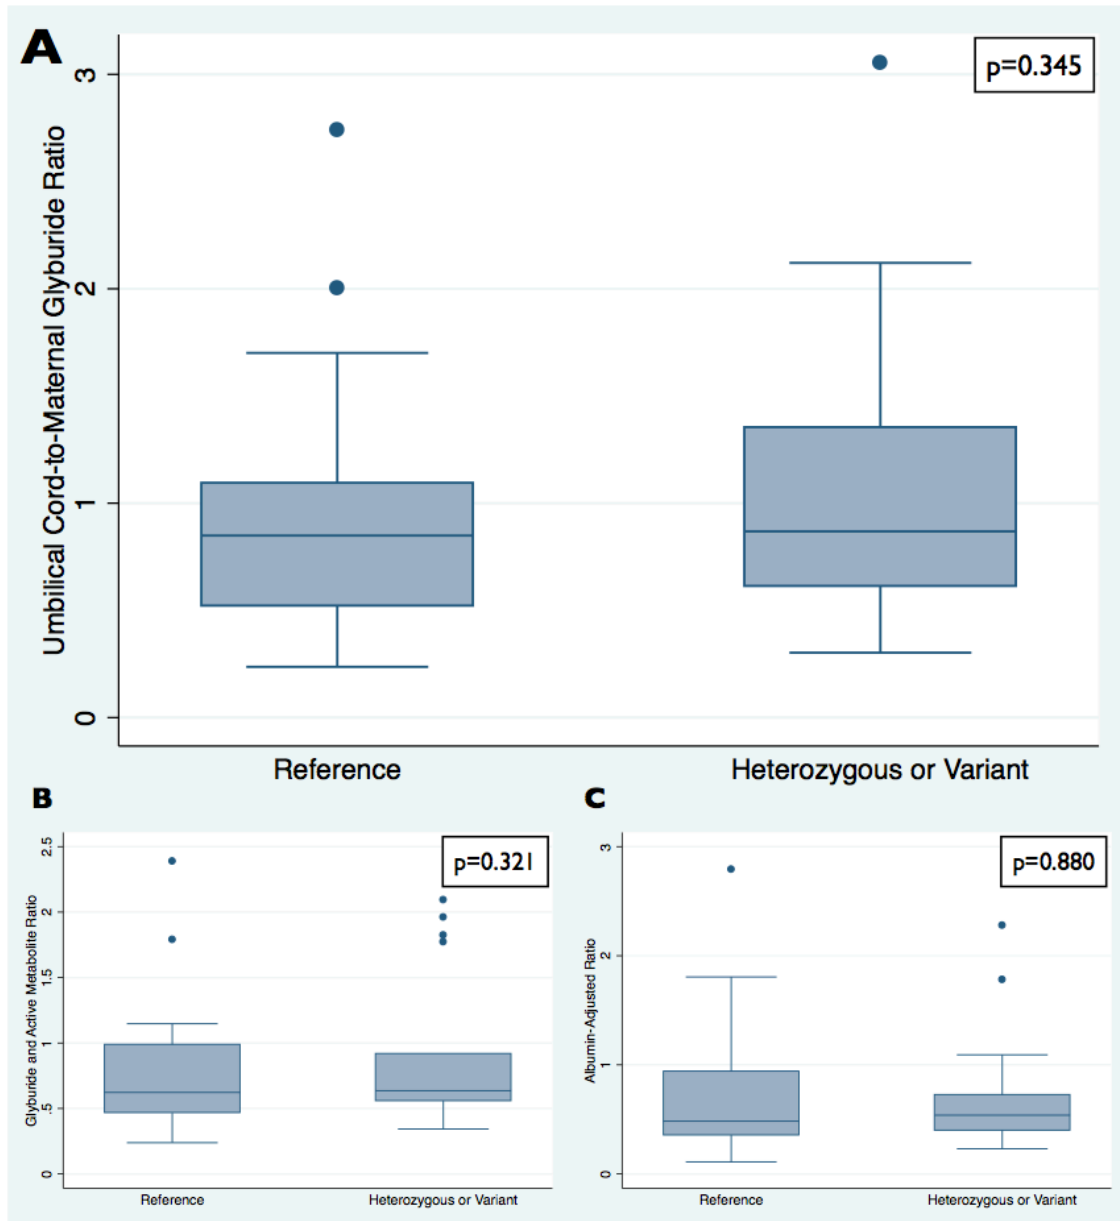 A
p=0.345
Umbilical Cord-to-Maternal Glyburide Ratio
3
2
1
0
Reference
Heterozygous or Variant
B
p=0.321
Glyburide and Active Metabolite Ratio
2.5
2
1.5
1
.5
0
Reference
Heterozygous or Variant
C
p=0.880
Albumin-Adjusted Ratio
3
2
1
0
Reference
Heterozygous or Variant